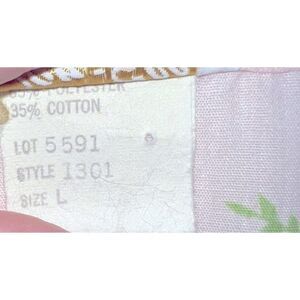 POLYESTER
35% COTTON
LOT 5591
STYLE 1301
SIZE L